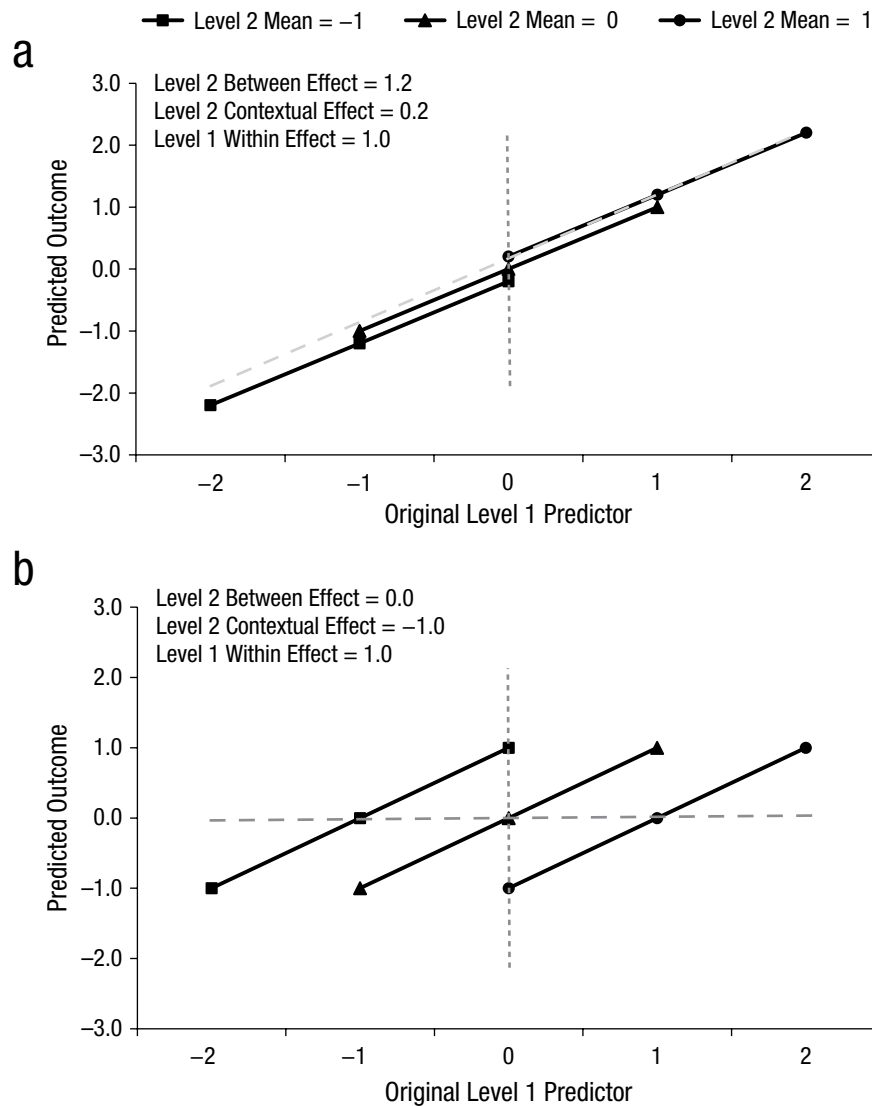 Level 2 Mean = −1 Level 2 Mean = 0 Level 2 Mean = 1
a
Level 2 Between Effect = 1.2
Level 2 Contextual Effect = 0.2
Level 1 Within Effect = 1.0
Predicted Outcome
3.0
2.0
1.0
0.0
−1.0
−2.0
−3.0
−2 −1 0 1 2
Original Level 1 Predictor
b
Level 2 Between Effect = 0.0
Level 2 Contextual Effect = −1.0
Level 1 Within Effect = 1.0
Predicted Outcome
3.0
2.0
1.0
0.0
−1.0
−2.0
−3.0
−2 −1 0 1 2
Original Level 1 Predictor